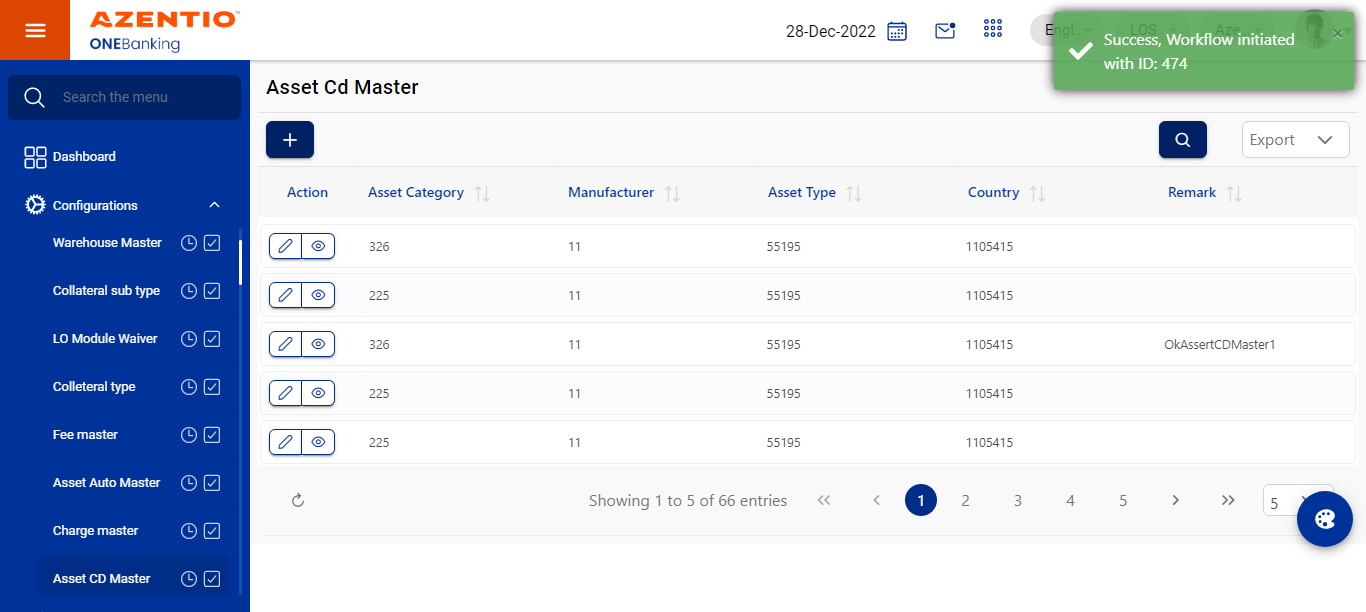 AZENTIO™
ONEBanking
28-Dec-2022
Success, Workflow initiated
with ID: 474
Search the menu
Dashboard
Configurations
Warehouse Master
Collateral sub type
LO Module Waiver
Colleteral type
Fee master
Asset Auto Master
Charge master
Asset CD Master
Asset Cd Master
Export
Action Asset Category Manufacturer Asset Type Country Remark
326 11 55195 1105415
225 11 55195 1105415
326 11 55195 1105415 OkAssertCDMaster1
225 11 55195 1105415
225 11 55195 1105415
Showing 1 to 5 of 66 entries
1 2 3 4 5
5